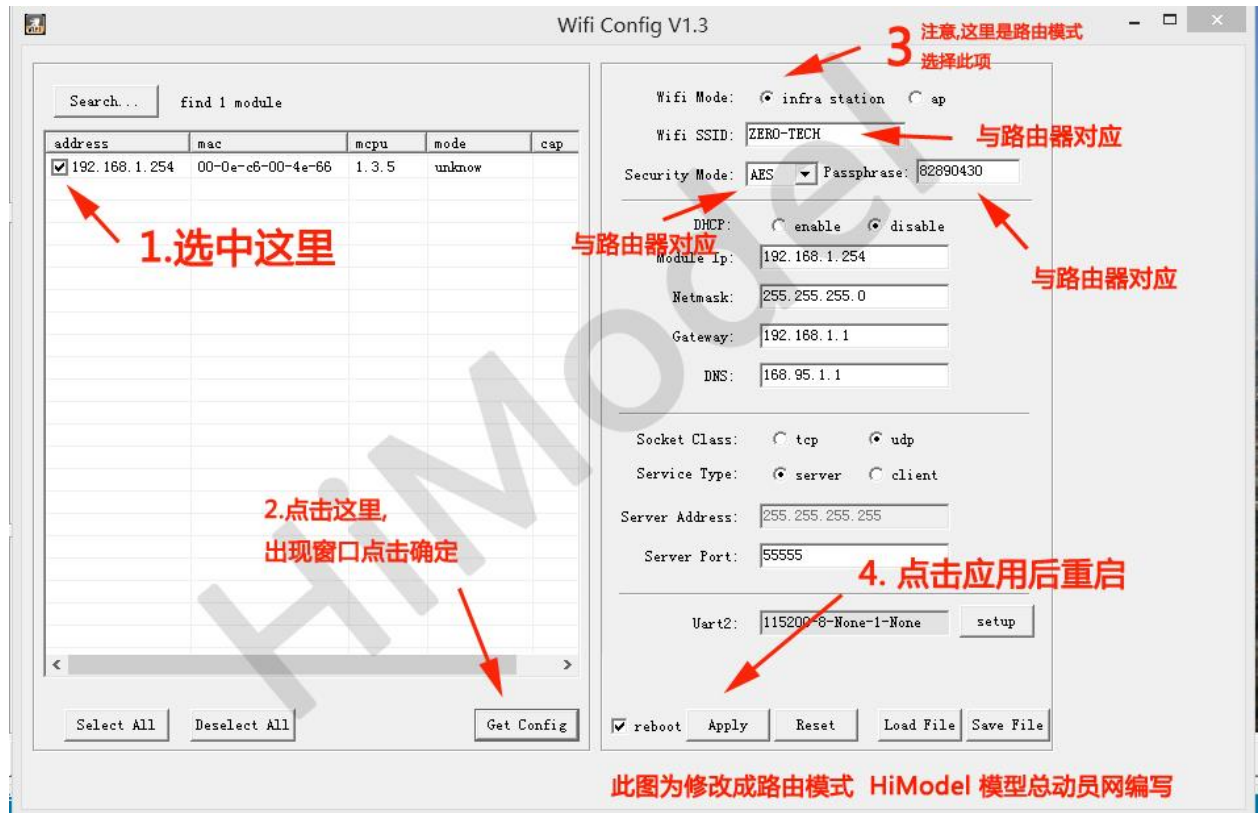 Wifi Config V1.3
3 注意,这里是路由模式
选择此项
Search... find 1 module
address mac mcpu mode cap
192.168.1.254 00-0e-c6-00-4e-66 1.3.5 unknow
1.选中这里
2.点击这里,
出现窗口点击确定
Select All Deselect All Get Config
Wifi Mode: infra station ap
Wifi SSID: ZERO-TECH 与路由器对应
Security Mode: AES Passphrase: 82890430
与路由器对应
与路由器对应
DHCP: enable disable
Module Ip: 192.168.1.254
Netmask: 255.255.255.0
Gateway: 192.168.1.1
DNS: 168.95.1.1
Socket Class: tcp udp
Service Type: server client
Server Address: 255.255.255.255
Server Port: 55555
4. 点击应用后重启
Uart2: 115200-8-None-1-None setup
reboot Apply Reset Load File Save File
此图为修改成路由模式 HiModel 模型总动员网编写
HiModel